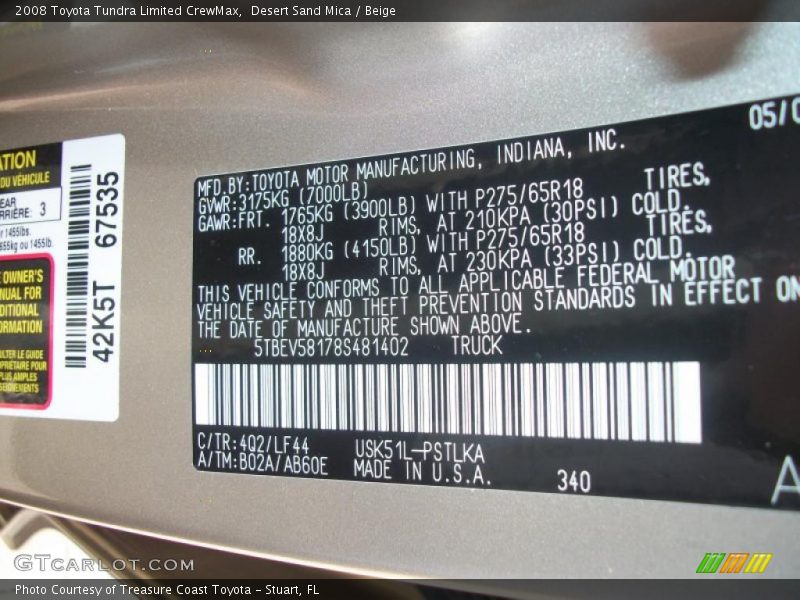 2008 Toyota Tundra Limited CrewMax,  Desert Sand Mica / Beige
05/0
MFD.BY:TOYOTA MOTOR MANUFACTURING, INDIANA, INC.
GVWR:3175KG (7000LB)
GAWR:FRT. 1765KG (3900LB) WITH P275/65R18 TIRES,
18X8J RIMS, AT 210KPA (30PSI) COLD.
RR. 1880KG (4150LB) WITH P275/65R18 TIRES,
18X8J RIMS, AT 230KPA (33PSI) COLD.
THIS VEHICLE CONFORMS TO ALL APPLICABLE FEDERAL MOTOR
VEHICLE SAFETY AND THEFT PREVENTION STANDARDS IN EFFECT ON
THE DATE OF MANUFACTURE SHOWN ABOVE.
5TBEV58178S481402 TRUCK
C/TR:4Q2/LF44 USK51L-PSTLKA
A/TM:B02A/AB60E MADE IN U.S.A. 340
A
ATION
DU VÉHICULE
EAR
ARRIÈRE: 3
r 1455lbs.
655kg ou 1455lb.
OWNER'S
NUAL FOR
DITIONAL
ORMATION
ULTER LE GUIDE
OPRIÉTAIRE POUR
PLUS AMPLES
SEIGNEMENTS
42K5T 67535
GTCARLOT.COM
Photo Courtesy of Treasure Coast Toyota - Stuart, FL